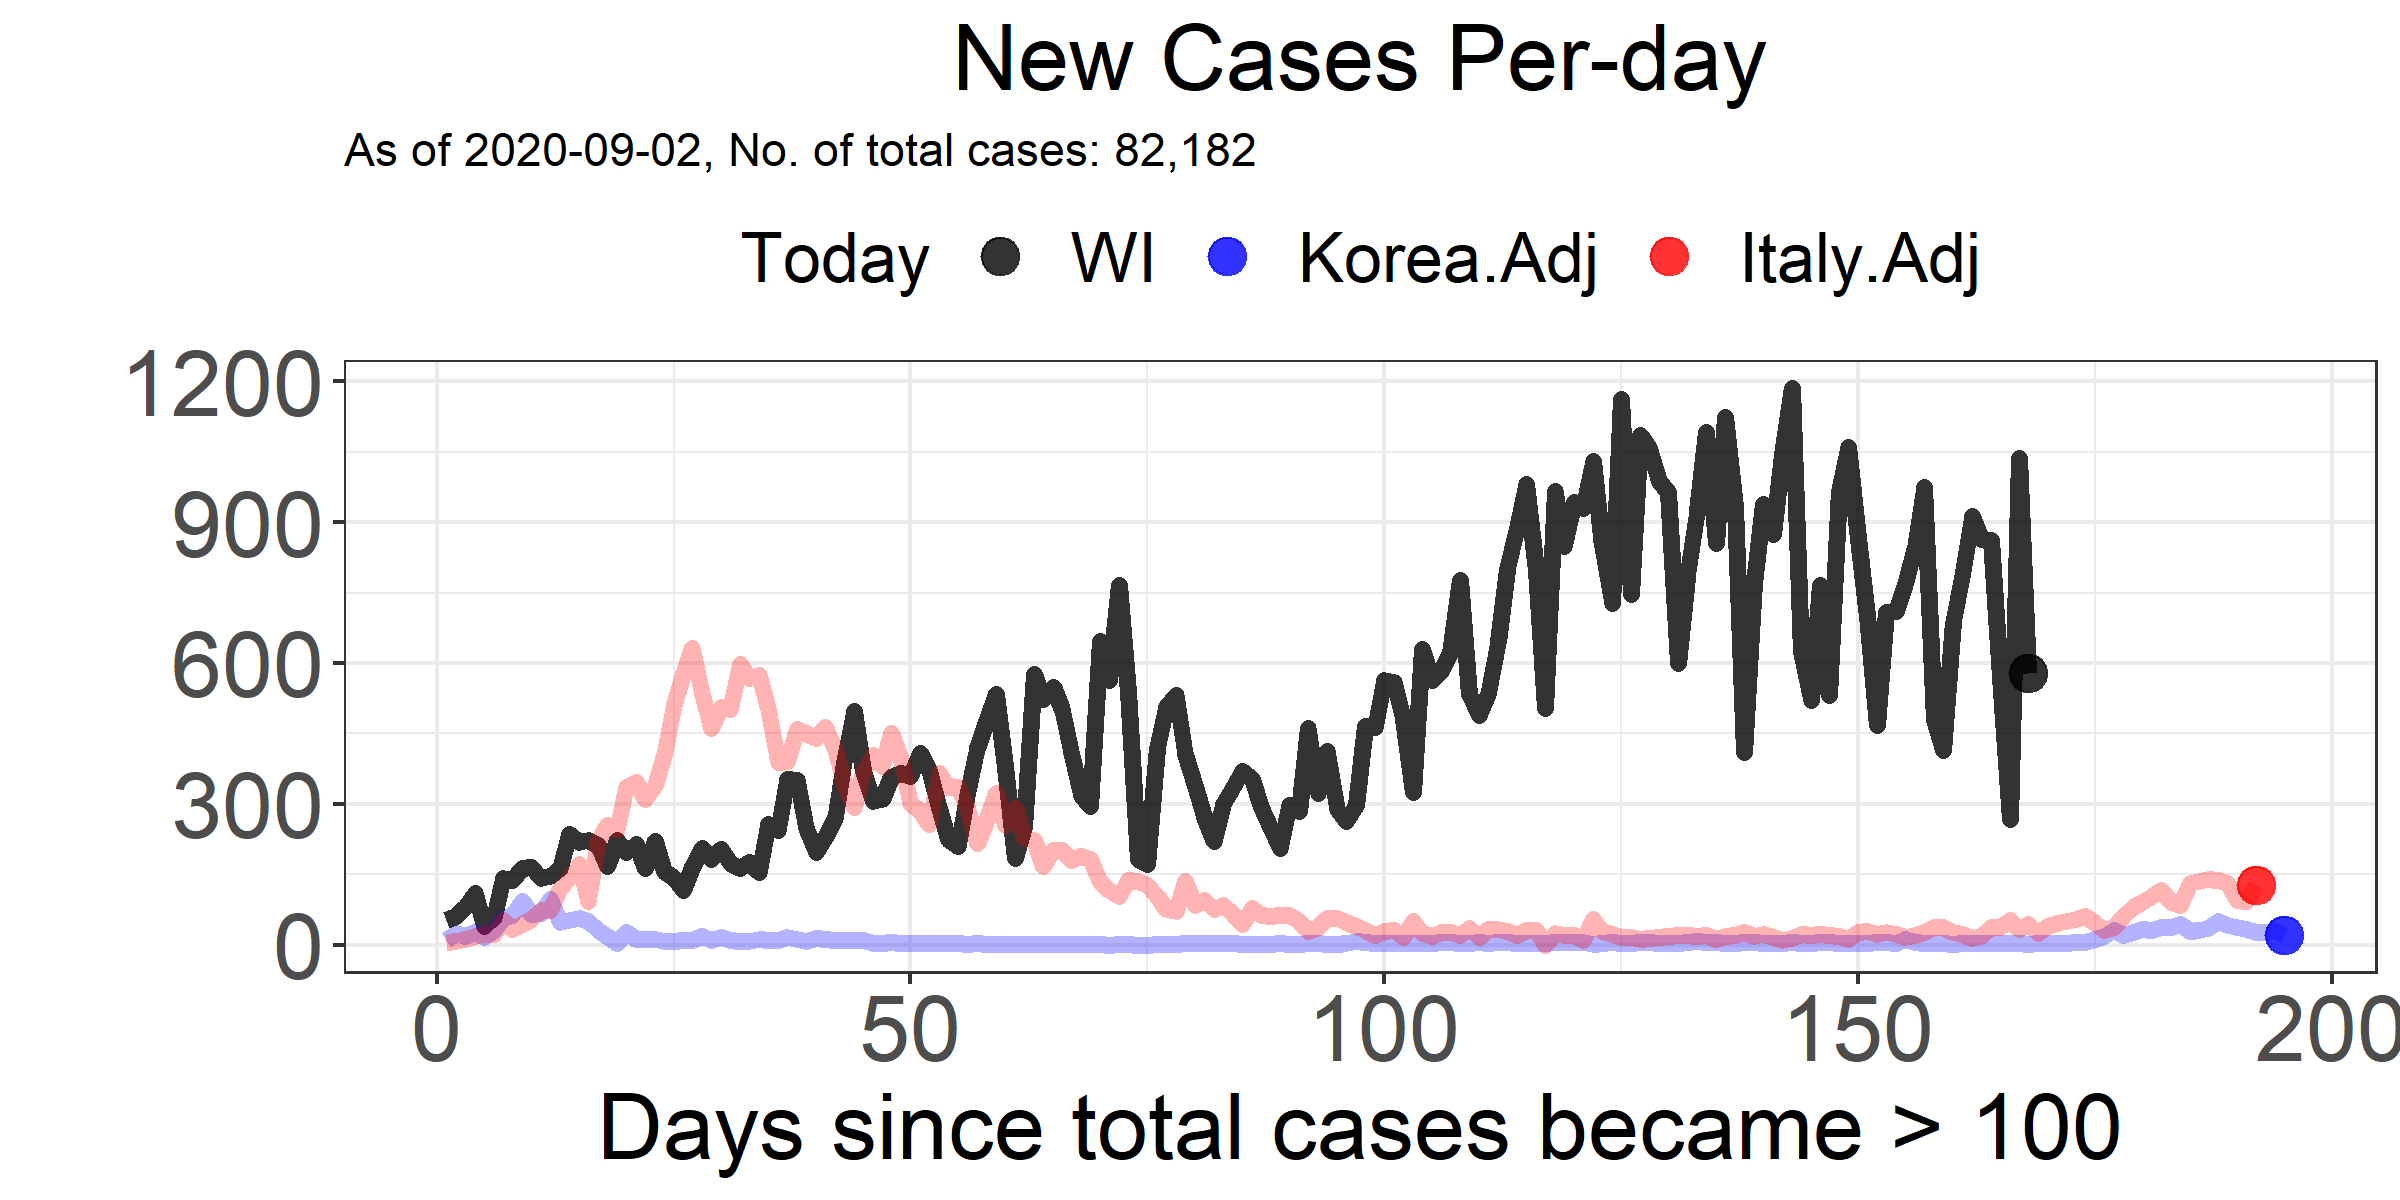 New Cases Per-day
As of 2020-09-02, No. of total cases: 82,182
Today WI Korea.Adj Italy.Adj
1200
900
600
300
0
0 50 100 150 200
Days since total cases became > 100